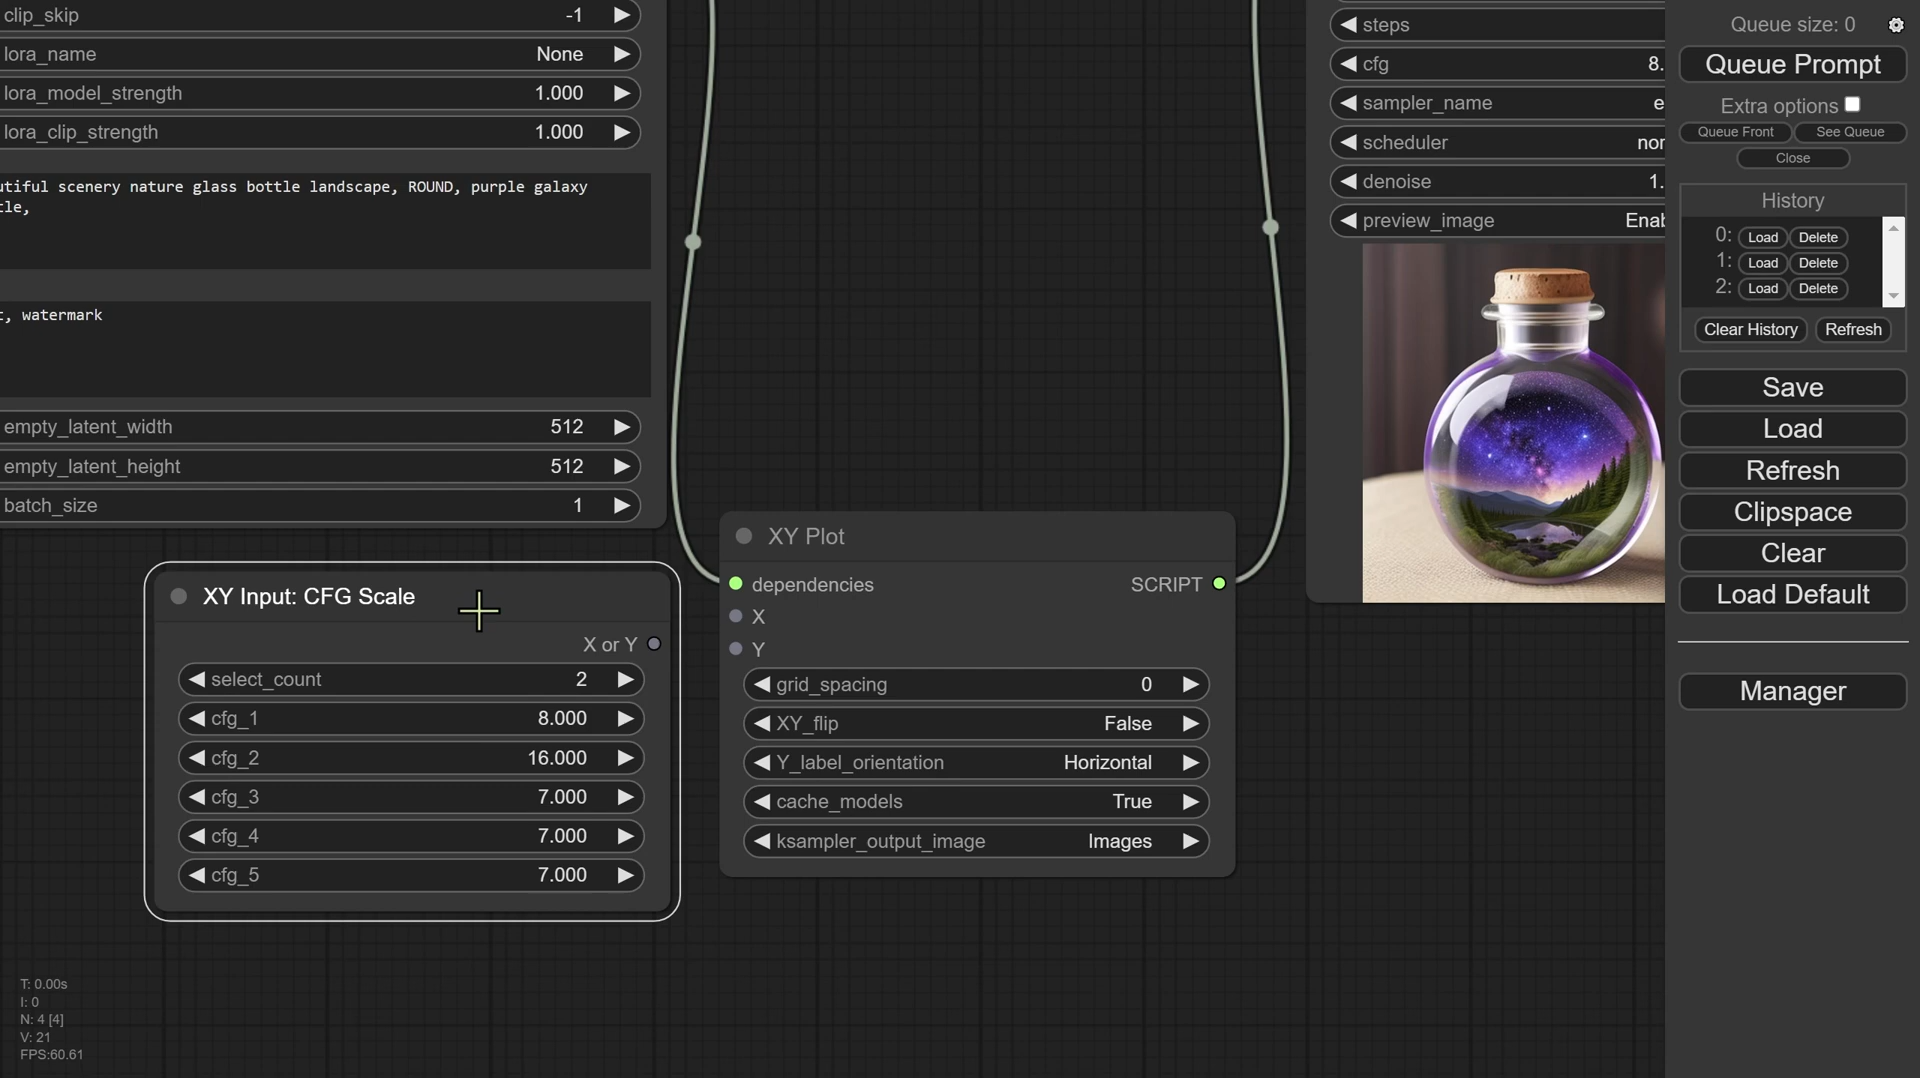 clip_skip -1
lora_name None
lora_model_strength 1.000
lora_clip_strength 1.000
utiful scenery nature glass bottle landscape, ROUND, purple galaxy
tle,
, watermark
empty_latent_width 512
empty_latent_height 512
batch_size 1
XY Input: CFG Scale
X or Y
select_count 2
cfg_1 8.000
cfg_2 16.000
cfg_3 7.000
cfg_4 7.000
cfg_5 7.000
XY Plot
dependencies SCRIPT
X
Y
grid_spacing 0
XY_flip False
Y_label_orientation Horizontal
cache_models True
ksampler_output_image Images
steps
cfg 8.
sampler_name e
scheduler nor
denoise 1.
preview_image Enab
Queue size: 0
Queue Prompt
Extra options
Queue Front See Queue
Close
History
0: Load Delete
1: Load Delete
2: Load Delete
Clear History Refresh
Save
Load
Refresh
Clipspace
Clear
Load Default
Manager
T: 0.00s
I: 0
N: 4 [4]
V: 21
FPS:60.61